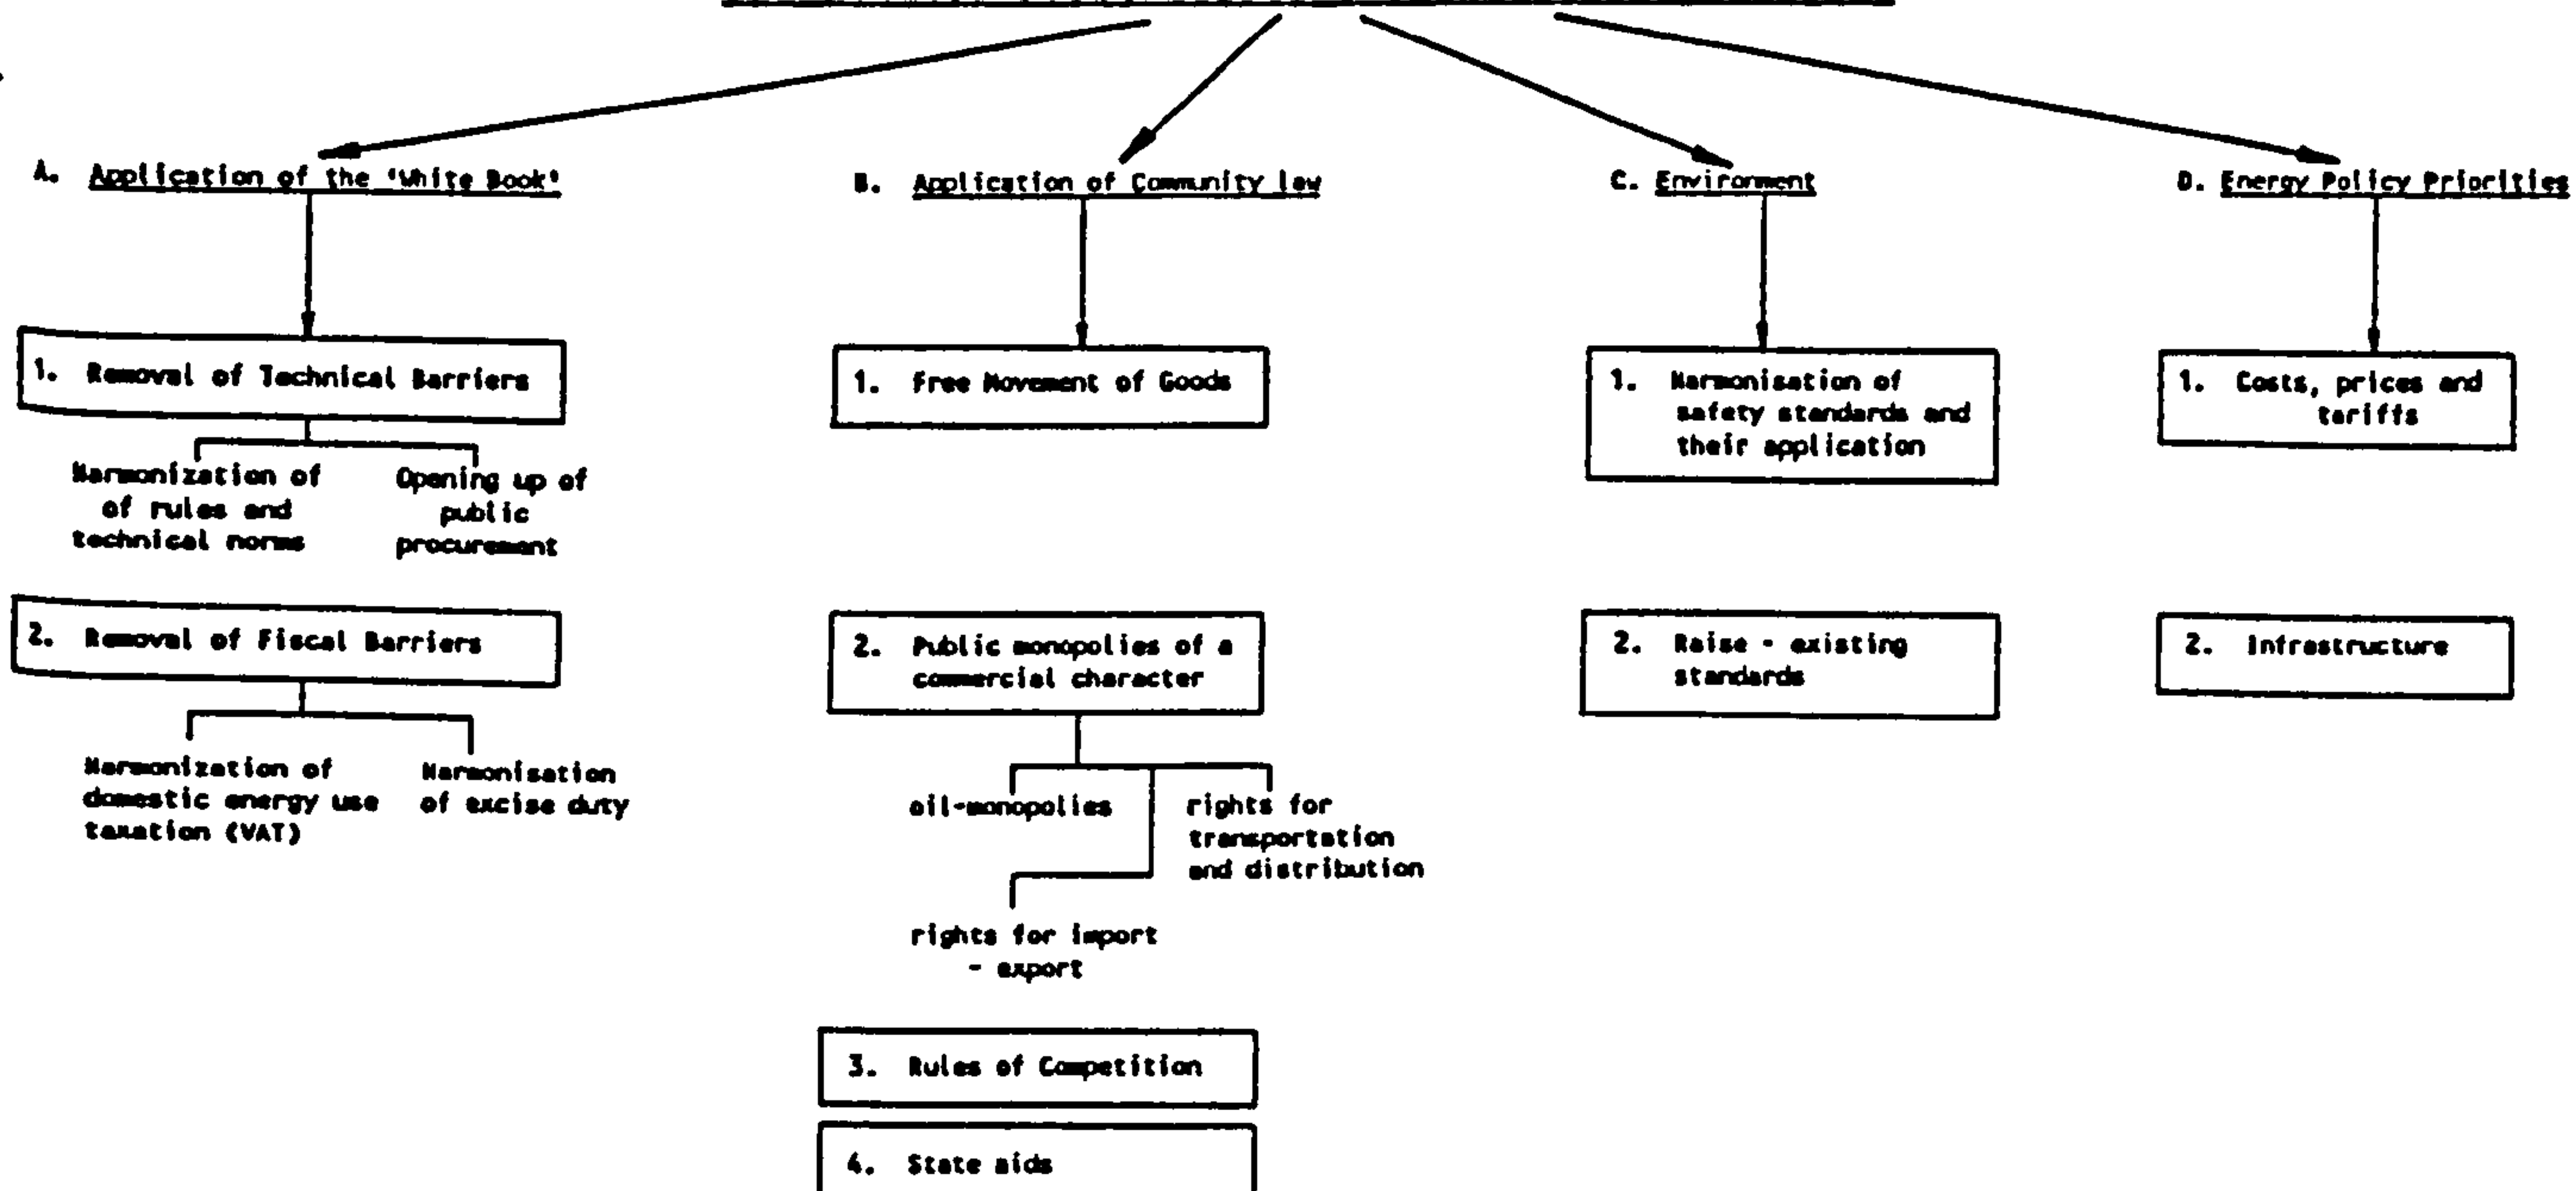 A. Application of the 'White Book'
1. Removal of Technical Barriers
Harmonization of
of rules and
technical norms
Opening up of
public
procurement
2. Removal of Fiscal Barriers
Harmonization of
domestic energy use
taxation (VAT)
Harmonisation
of excise duty
B. Application of Community law
1. Free Movement of Goods
2. Public monopolies of a
commercial character
oil-monopolies
rights for
transportation
and distribution
rights for import
- export
3. Rules of Competition
4. State aids
C. Environment
1. Harmonisation of
safety standards and
their application
2. Raise - existing
standards
D. Energy Policy Priorities
1. Costs, prices and
tariffs
2. Infrastructure